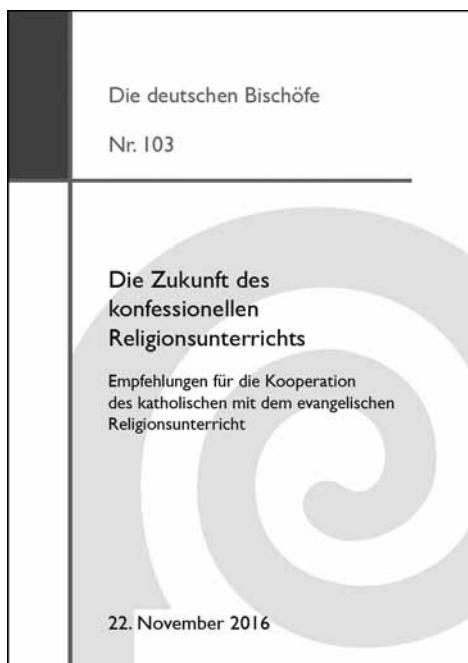 Die deutschen Bischöfe
Nr. 103
Die Zukunft des
konfessionellen
Religionsunterrichts
Empfehlungen für die Kooperation
des katholischen mit dem evangelischen
Religionsunterricht
22. November 2016